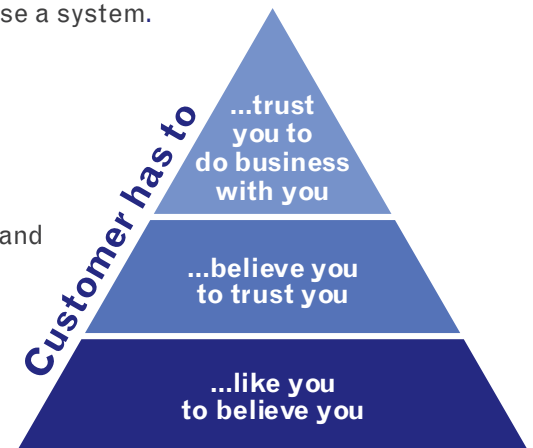 se a system.
Customer has to
...trust
you to
do business
with you
and
...believe you
to trust you
...like you
to believe you